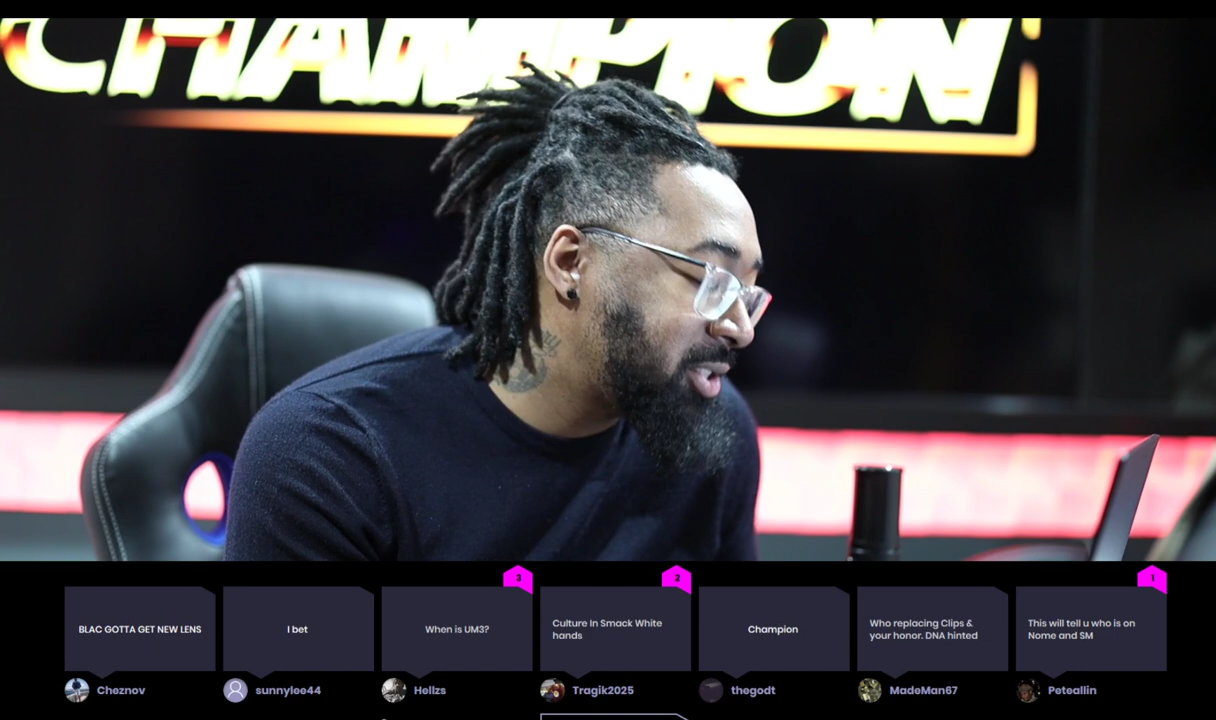 CHAMPION
3
2
1
BLAC GOTTA GET NEW LENS
I bet
When is UM3?
Culture In Smack White
hands
Champion
Who replacing Clips &
your honor. DNA hinted
This will tell u who is on
Nome and SM
Cheznov
sunnylee44
Hellzs
Tragik2025
thegodt
MadeMan67
Peteallin